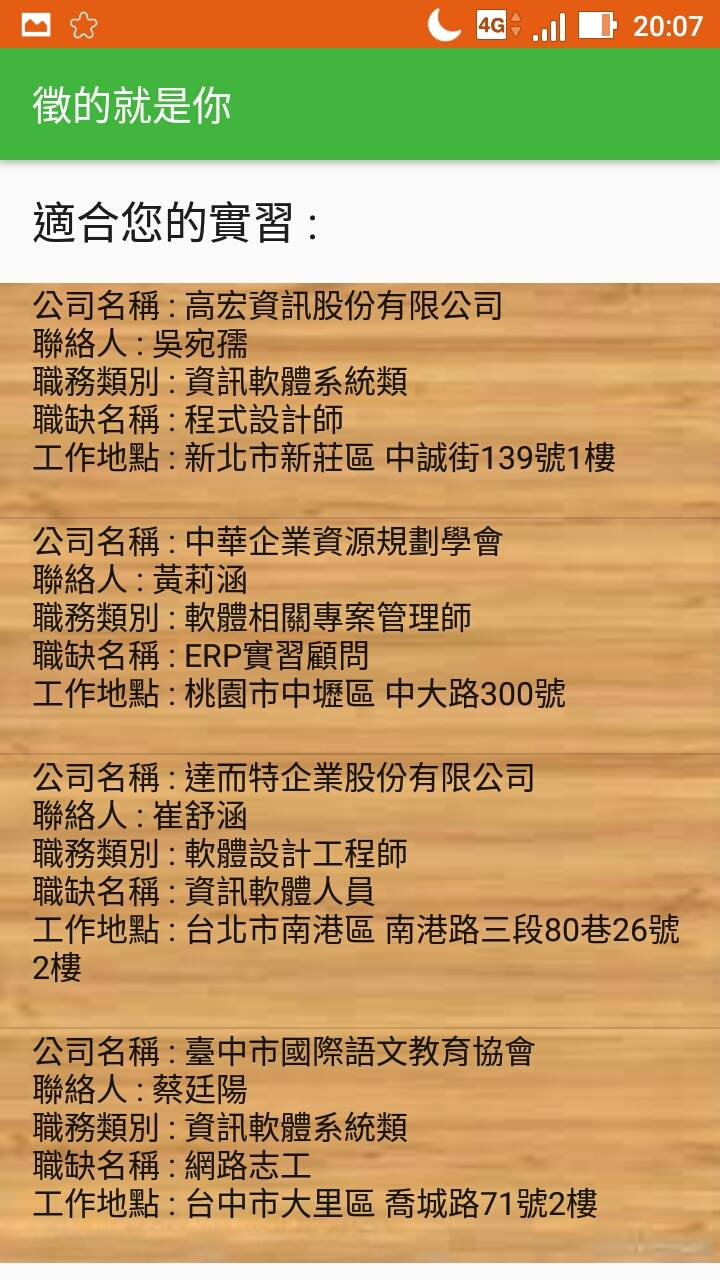 4G
20:07
徵的就是你
適合您的實習 :
公司名稱 : 高宏資訊股份有限公司
聯絡人 : 吳宛孺
職務類別 : 資訊軟體系統類
職缺名稱 : 程式設計師
工作地點 : 新北市新莊區 中誠街139號1樓
公司名稱 : 中華企業資源規劃學會
聯絡人 : 黃莉涵
職務類別 : 軟體相關專案管理師
職缺名稱 : ERP實習顧問
工作地點 : 桃園市中壢區 中大路300號
公司名稱 : 達而特企業股份有限公司
聯絡人 : 崔舒涵
職務類別 : 軟體設計工程師
職缺名稱 : 資訊軟體人員
工作地點 : 台北市南港區 南港路三段80巷26號
2樓
公司名稱 : 臺中市國際語文教育協會
聯絡人 : 蔡廷陽
職務類別 : 資訊軟體系統類
職缺名稱 : 網路志工
工作地點 : 台中市大里區 喬城路71號2樓